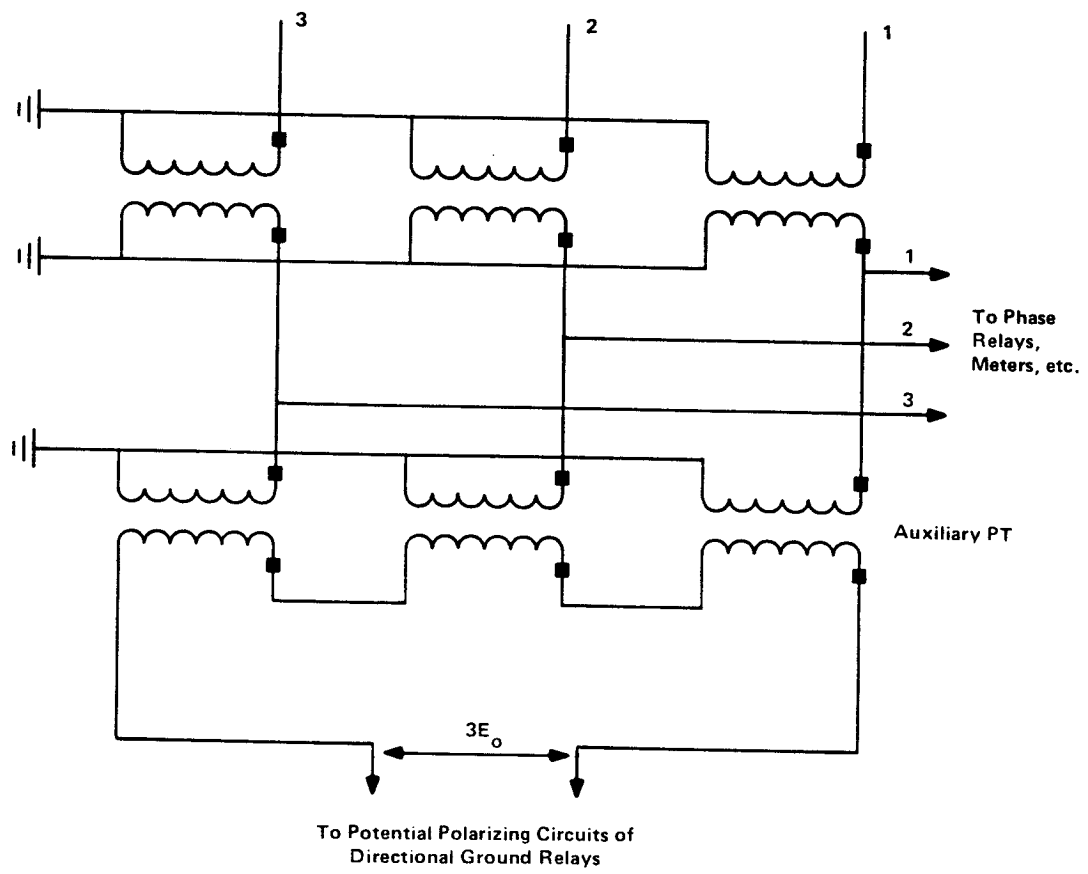 3
2
1
1
To Phase
2
Relays,
Meters, etc.
3
Auxiliary PT
3Eo
To Potential Polarizing Circuits of
Directional Ground Relays